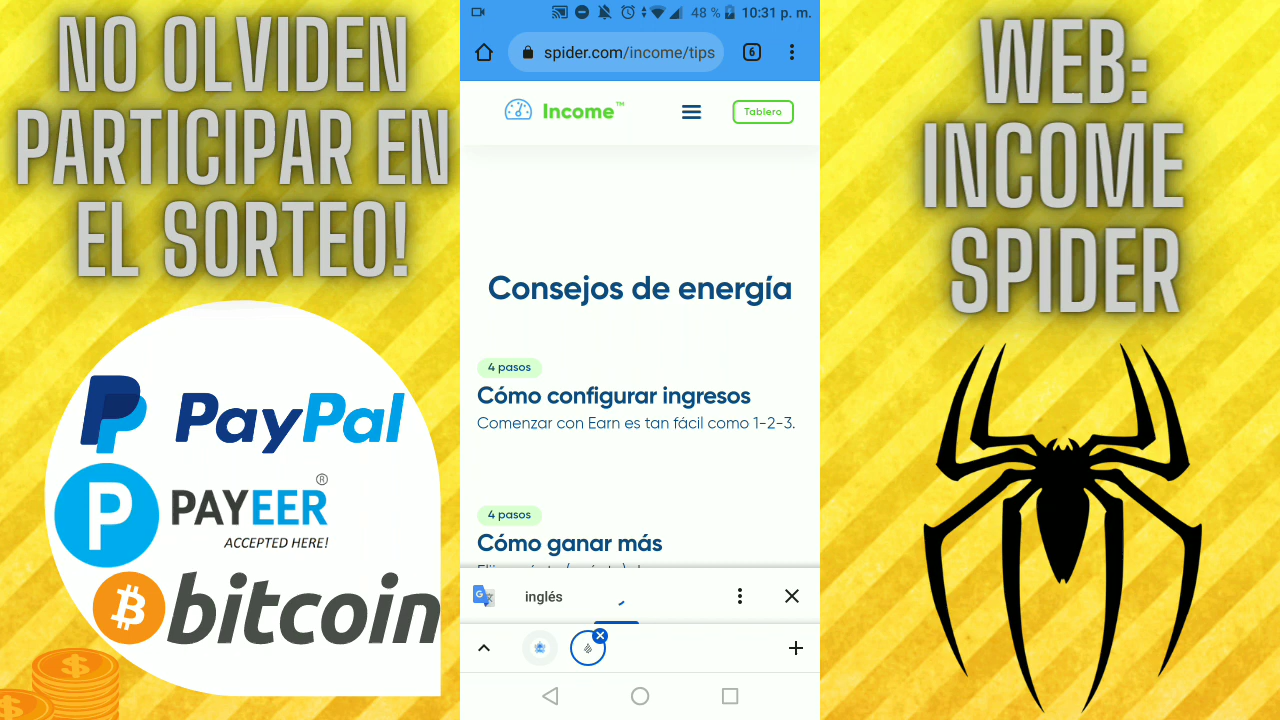 NO OLVIDEN
PARTICIPAR EN
EL SORTEO!
PayPal
PAYEER®
ACCEPTED HERE!
bitcoin
48 % 10:31 p. m.
spider.com/income/tips
6
Income™
Tablero
Consejos de energía
4 pasos
Cómo configurar ingresos
Comenzar con Earn es tan fácil como 1-2-3.
4 pasos
Cómo ganar más
inglés
WEB:
INCOME
SPIDER